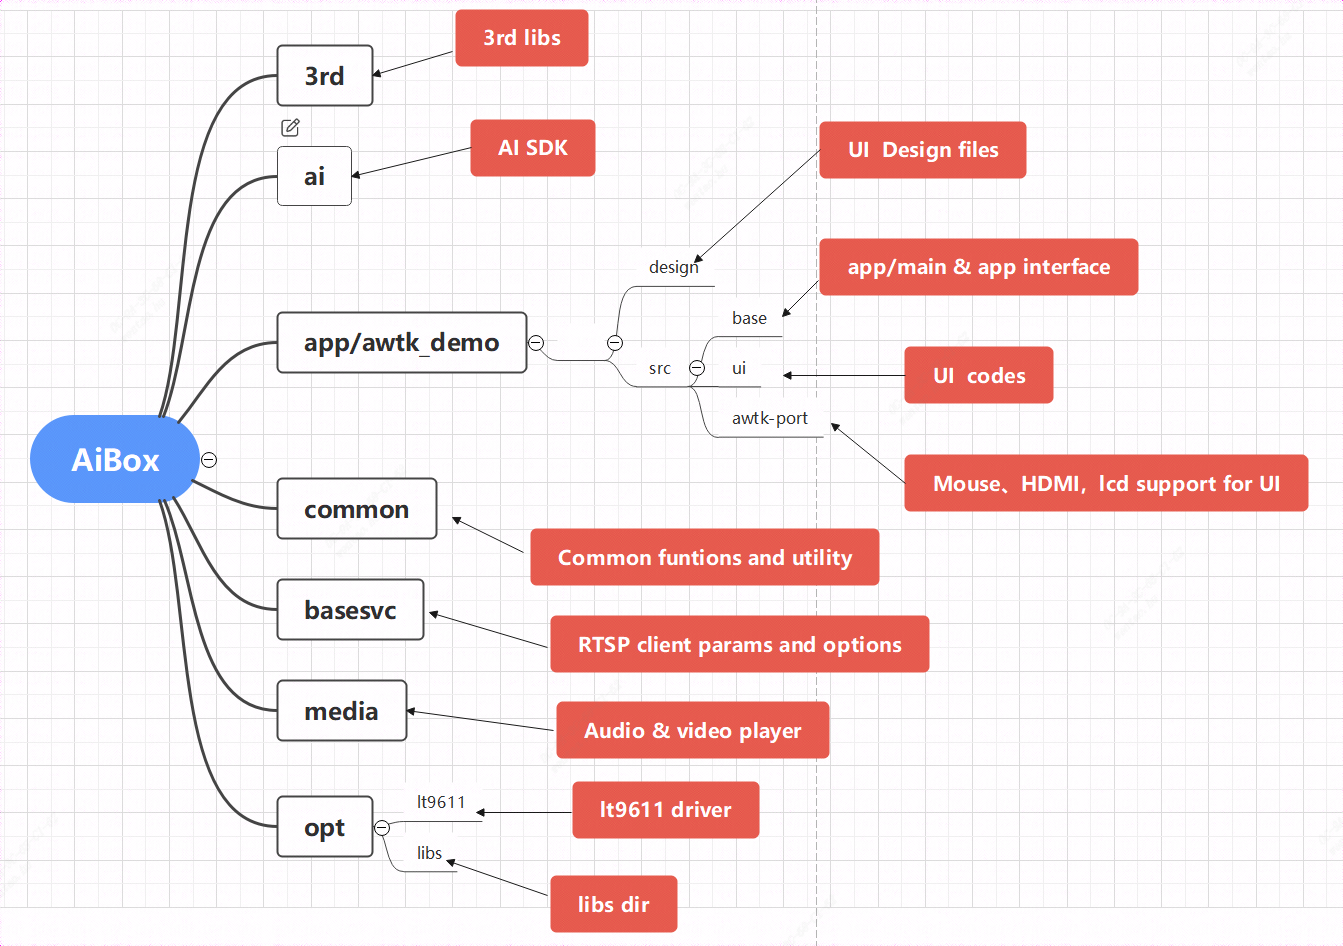 3rd libs
3rd
AI SDK
ai
UI  Design files
design
app/main & app interface
base
app/awtk_demo
src
ui
UI  codes
awtk-port
AiBox
Mouse、HDMI，lcd support for UI
common
Common funtions and utility
basesvc
RTSP client params and options
media
Audio & video player
lt9611
lt9611 driver
opt
libs
libs dir